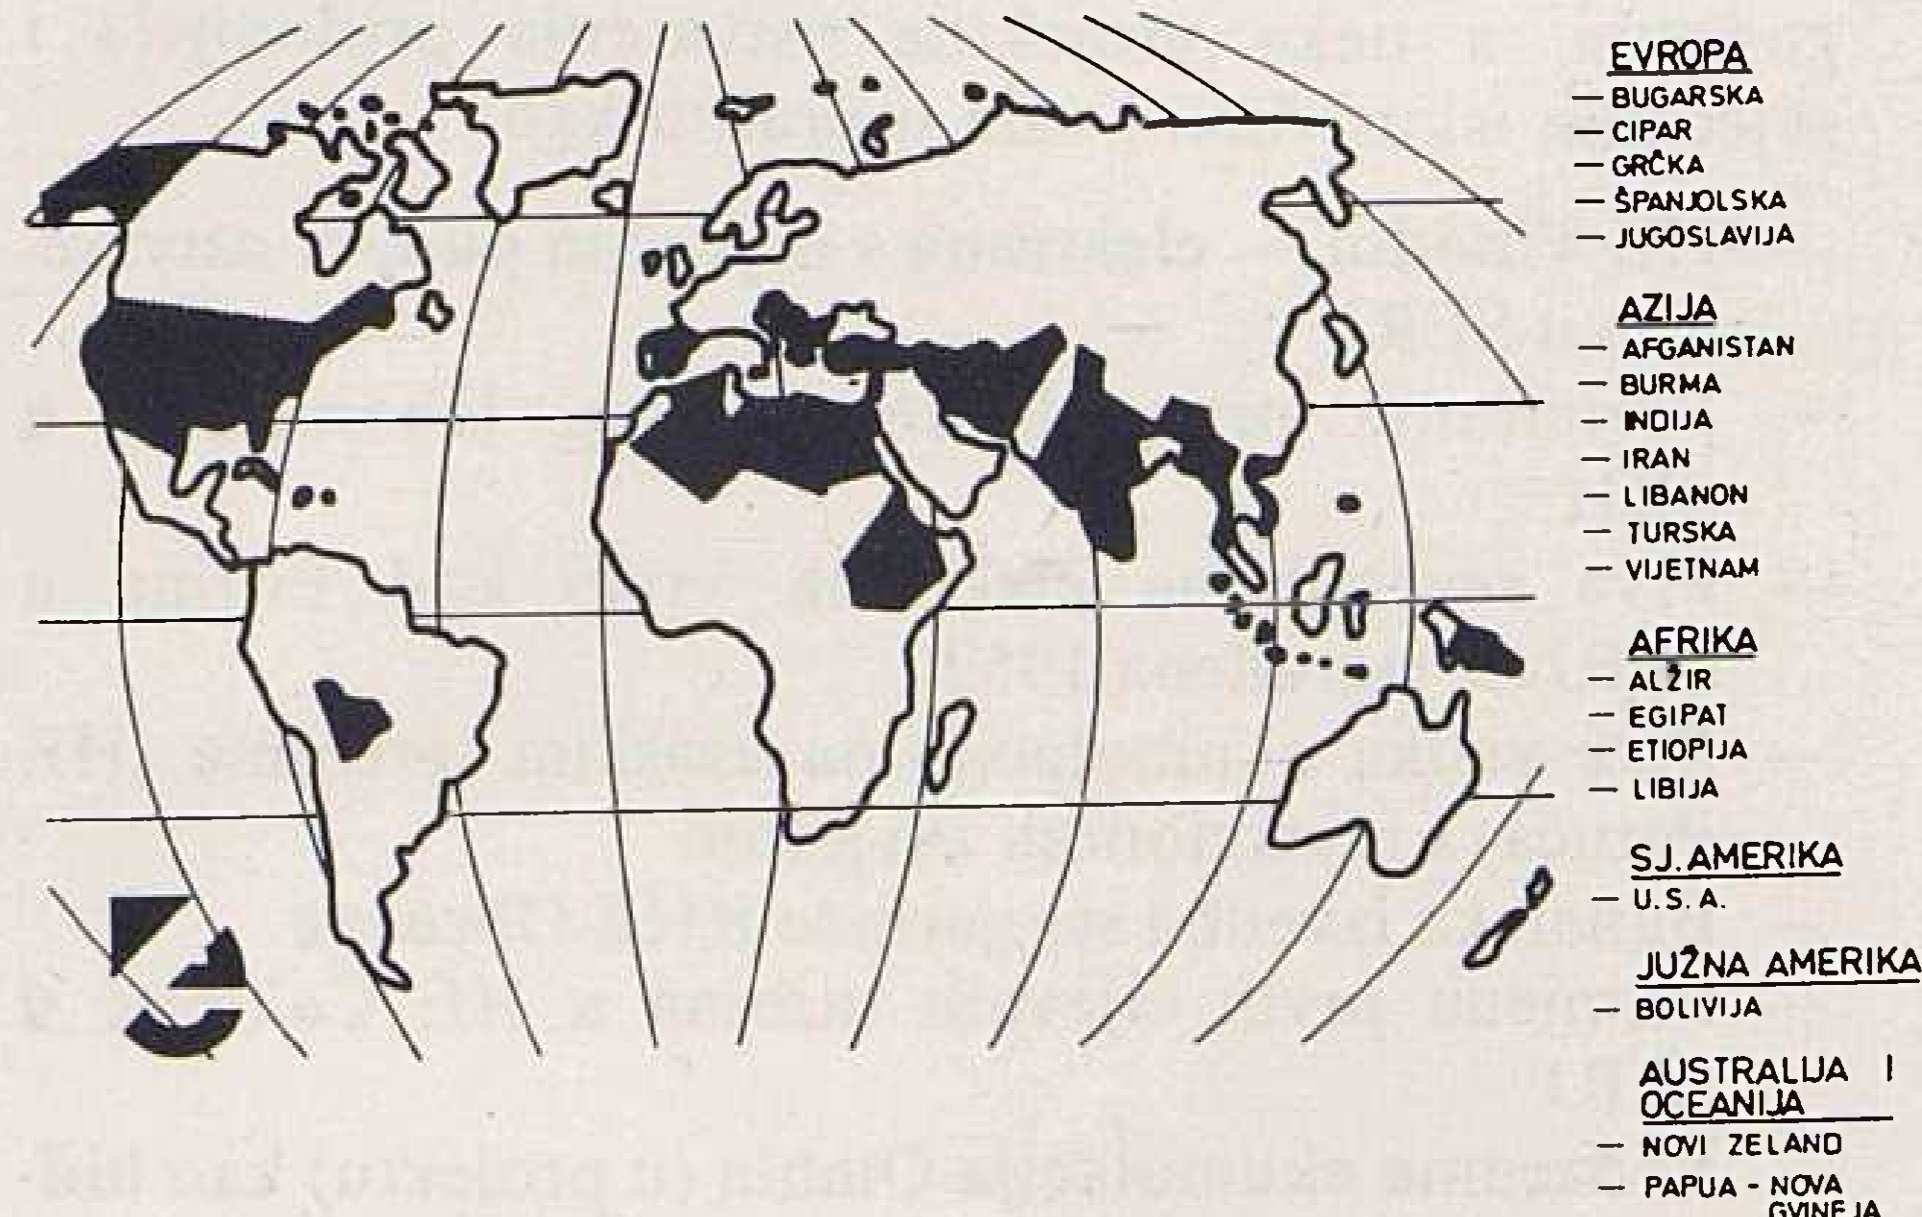 EVROPA
— BUGARSKA
— CIPAR
— GRČKA
— ŠPANJOLSKA
— JUGOSLAVIJA
AZIJA
— AFGANISTAN
— BURMA
— INDIJA
— IRAN
— LIBANON
— TURSKA
— VIJETNAM
AFRIKA
— ALŽIR
— EGIPAT
— ETIOPIJA
— LIBIJA
SJ. AMERIKA
— U.S.A.
JUŽNA AMERIKA
— BOLIVIJA
AUSTRALIJA I
OCEANIJA
— NOVI ZELAND
— PAPUA - NOVA
GVINEJA